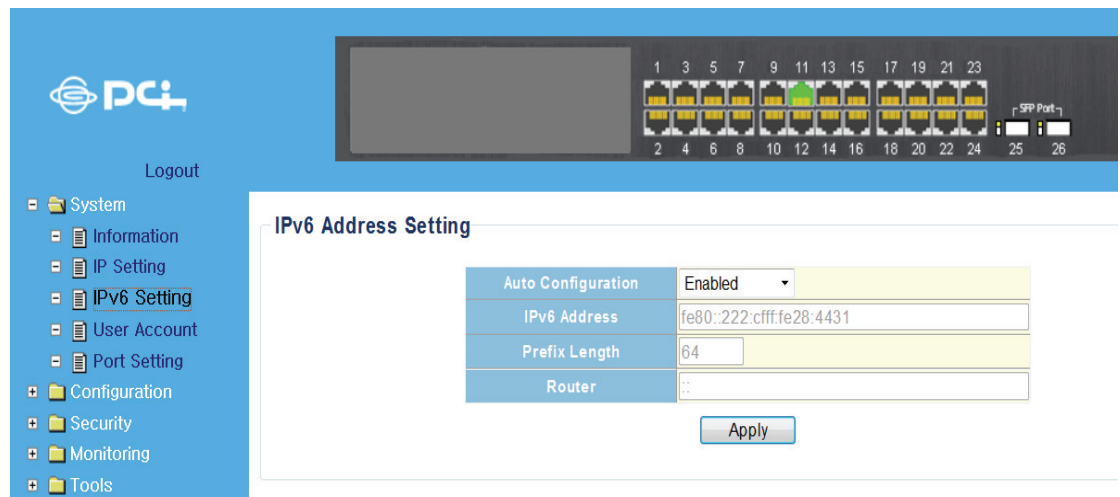 1 3 5 7 9 11 13 15 17 19 21 23
PCi
SFP Port
2 4 6 8 10 12 14 16 18 20 22 24 25 26
Logout
System
Information
IP Setting
IPv6 Setting
User Account
Port Setting
Configuration
Security
Monitoring
Tools
IPv6 Address Setting
Auto Configuration Enabled
IPv6 Address fe80::222:cfff:fe28:4431
Prefix Length 64
Router ::
Apply